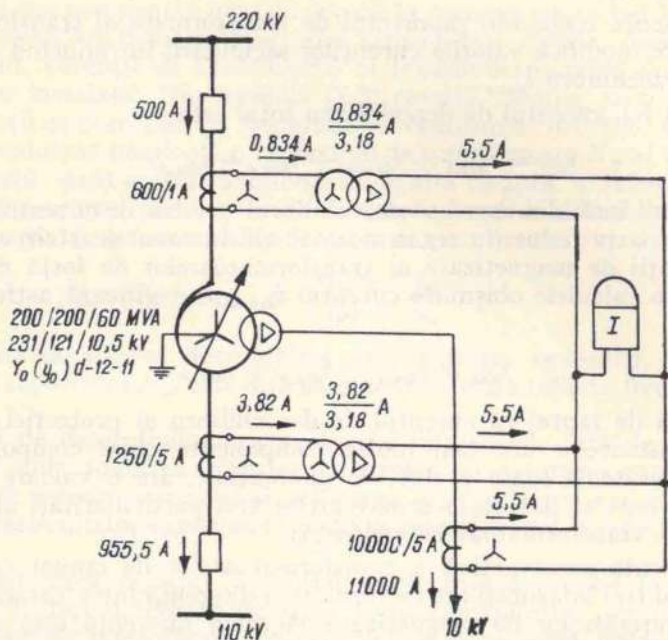 220 kV
500 A
0,834 A
0,834
3,18
5,5 A
600/1 A
I
200/200/60 MVA
231/121/10,5 kV
Y₀(y₀) d-12-11
3,82 A
3,82
3,18
5,5 A
1250/5 A
955,5 A
10000/5 A
5,5 A
11000 A
10 kV
110 kV